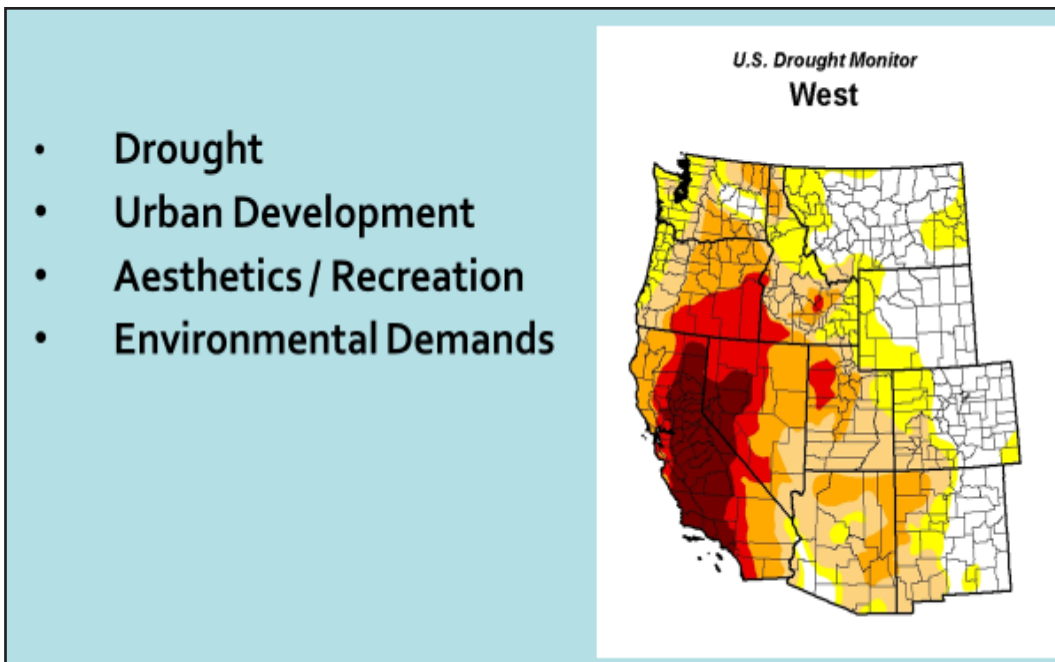 • Drought
• Urban Development
• Aesthetics / Recreation
• Environmental Demands
U.S. Drought Monitor
West